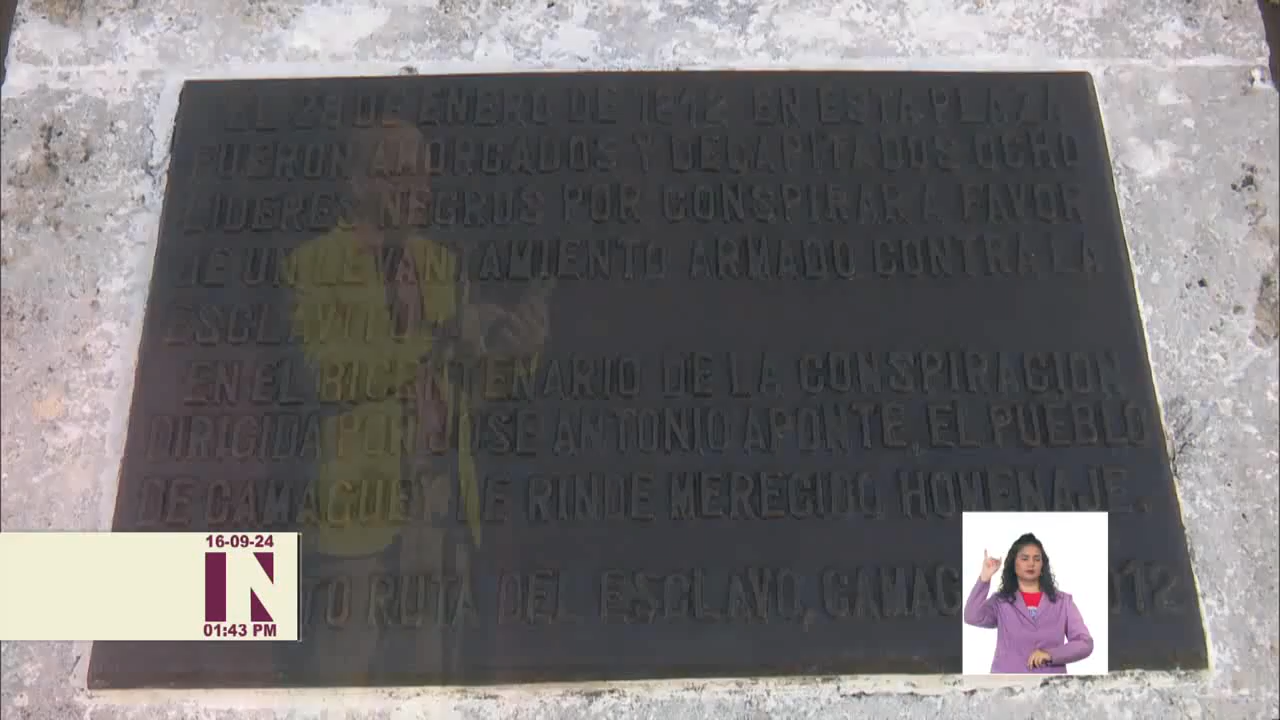 EL 29 DE ENERO DE 1812 EN ESTA PLAZA
FUERON AHORCADOS Y DECAPITADOS OCHO
LIDERES NEGROS POR CONSPIRAR A FAVOR
DE UN LEVANTAMIENTO ARMADO CONTRA LA
ESCLAVITUD.
EN EL BICENTENARIO DE LA CONSPIRACION
DIRIGIDA POR JOSE ANTONIO APONTE, EL PUEBLO
DE CAMAGUEY LE RINDE MERECIDO HOMENAJE.
RUTA DEL ESCLAVO,
16-09-24
IN
01:43 PM